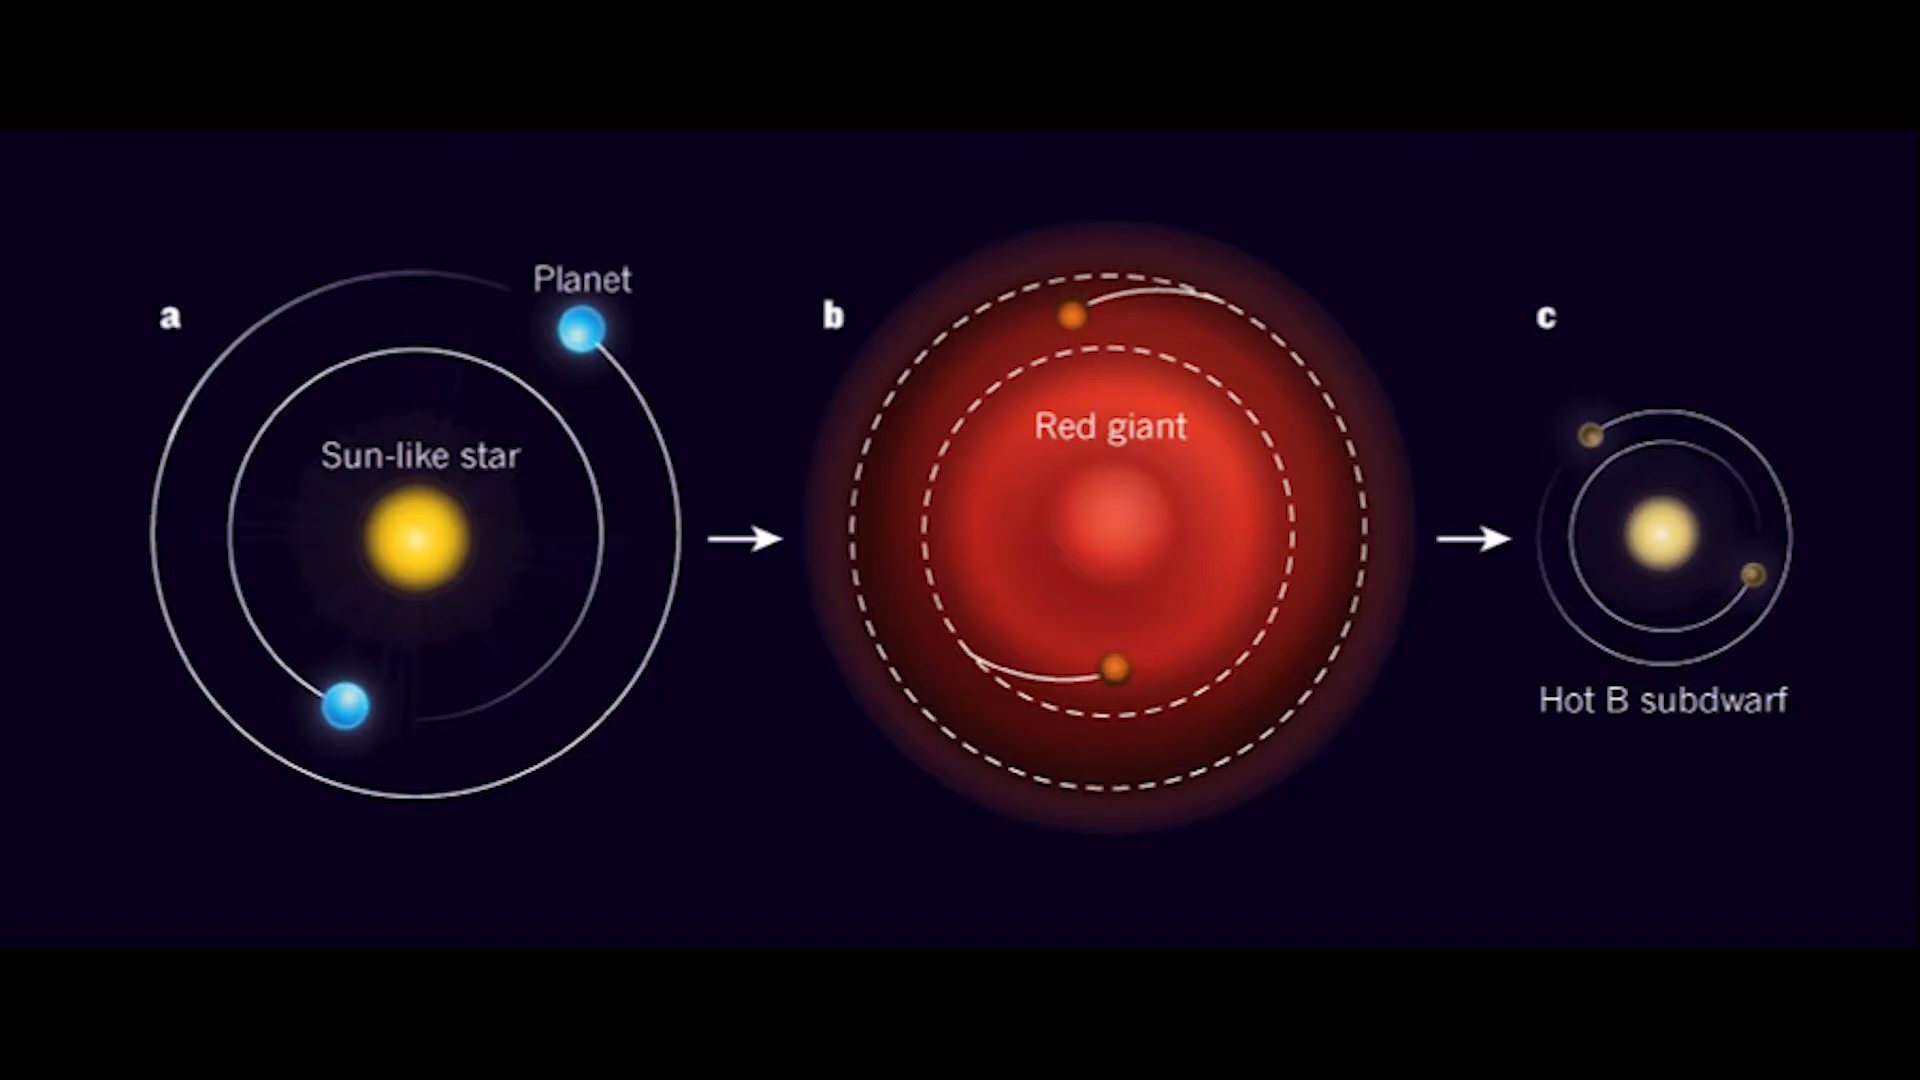 a
Planet
Sun-like star
b
Red giant
c
Hot B subdwarf